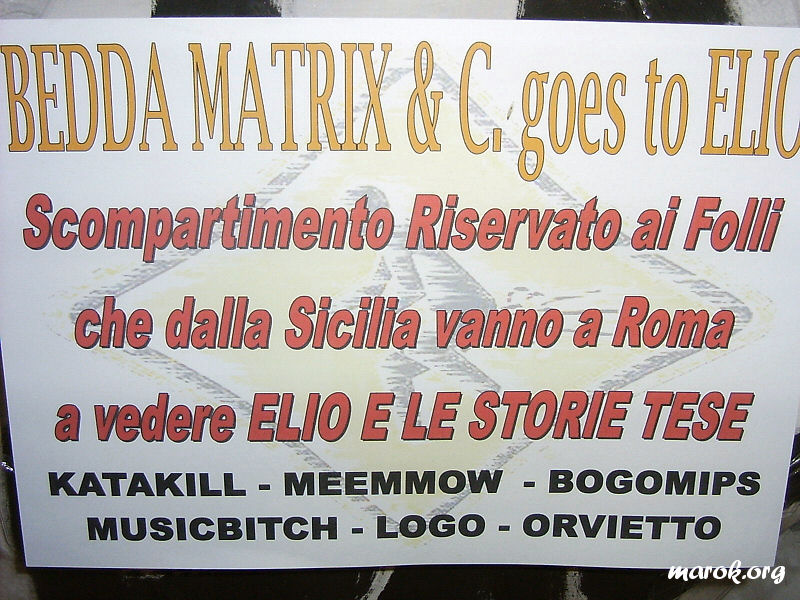 BEDDA MATRIX & C. goes to ELIO
Scompartimento Riservato ai Folli
che dalla Sicilia vanno a Roma
a vedere ELIO E LE STORIE TESE
KATAKILL - MEEMMOW - BOGOMIPS
MUSICBITCH - LOGO - ORVIETTO
marok.org